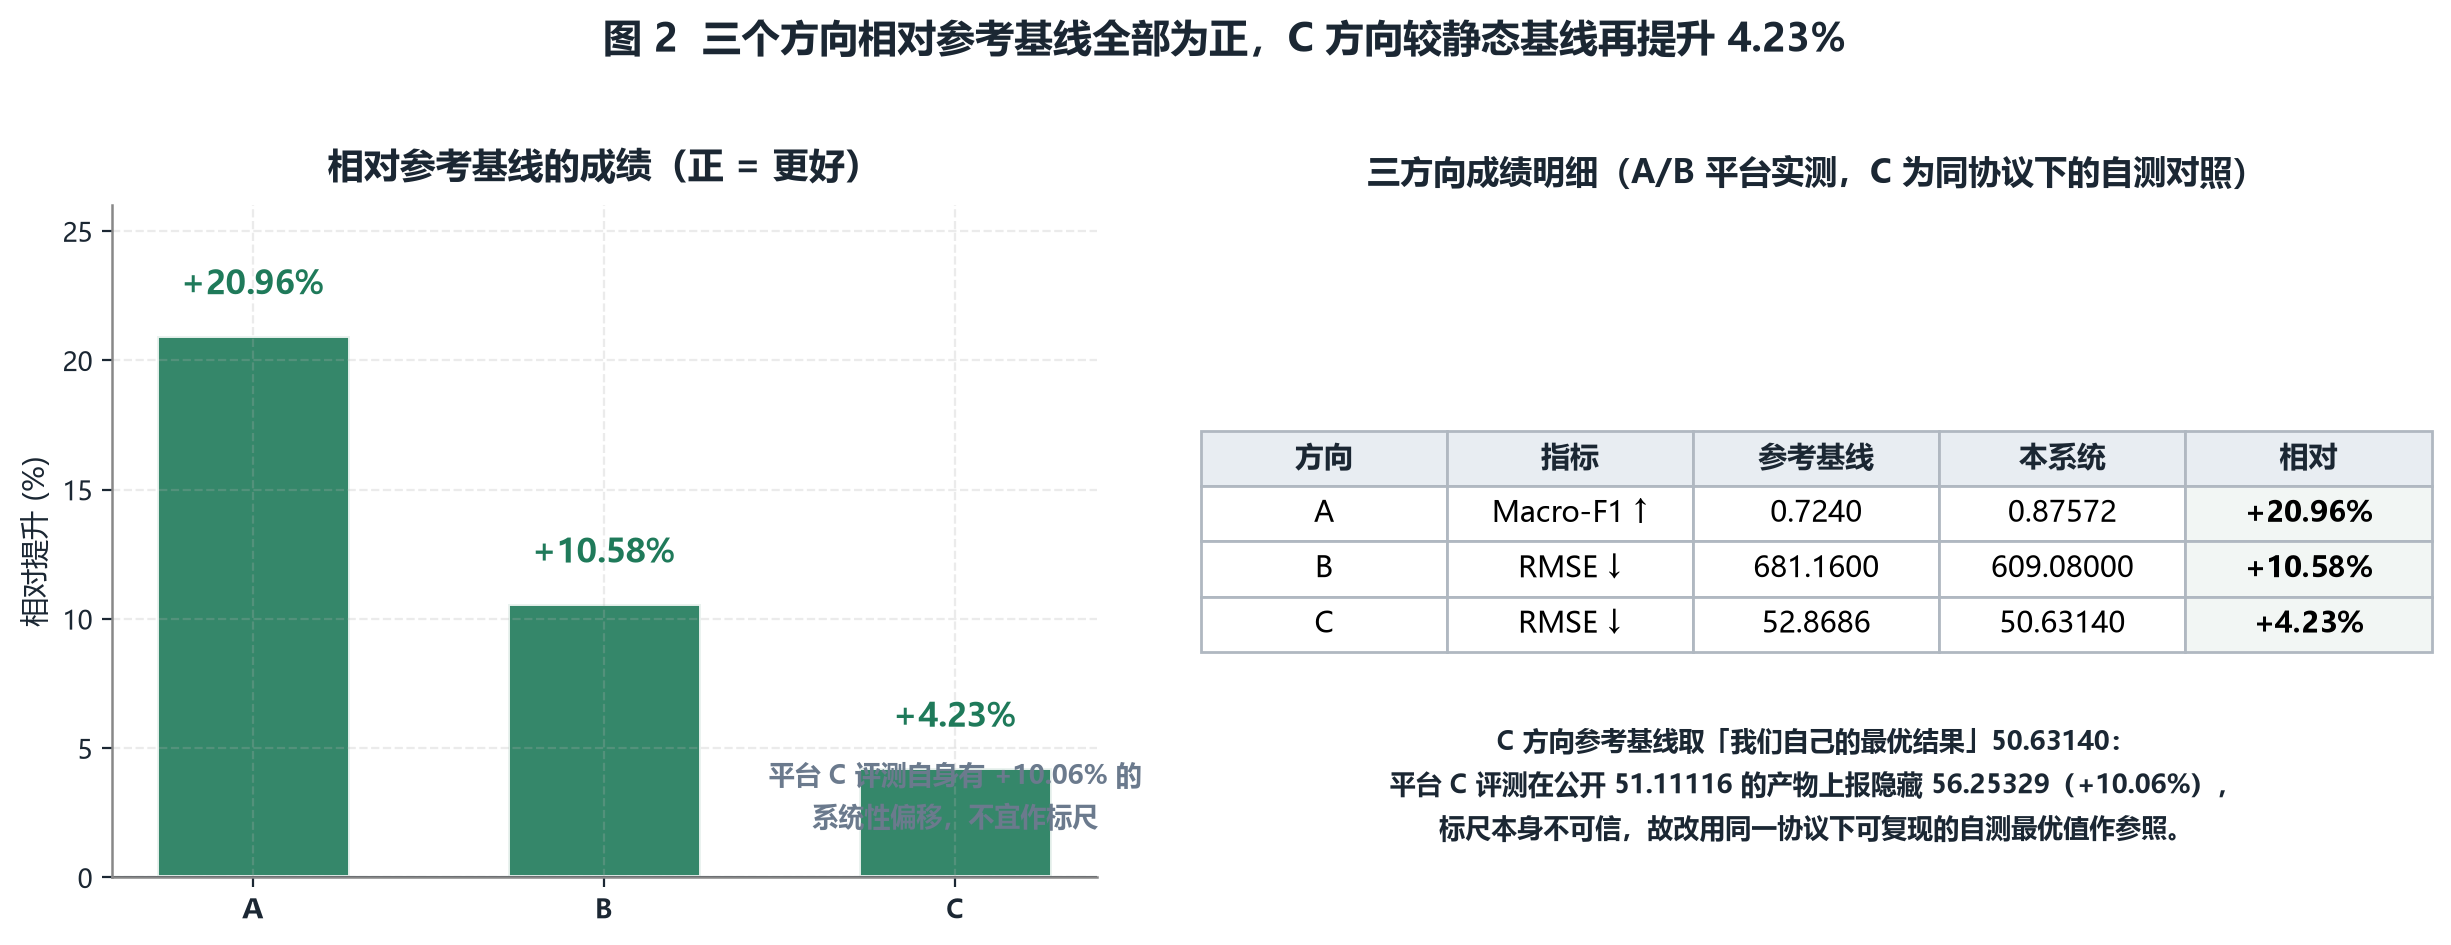 图 2 三个方向相对参考基线全部为正，C 方向较静态基线再提升 4.23%
相对参考基线的成绩（正 = 更好）
相对提升 (%)
25
20
15
10
5
0
+20.96%
+10.58%
+4.23%
平台 C 评测自身有 +10.06% 的
系统性偏移，不宜作标尺
A B C
三方向成绩明细（A/B 平台实测，C 为同协议下的自测对照）
方向 指标 参考基线 本系统 相对
A Macro-F1 ↑ 0.7240 0.87572 +20.96%
B RMSE ↓ 681.1600 609.08000 +10.58%
C RMSE ↓ 52.8686 50.63140 +4.23%
C 方向参考基线取「我们自己的最优结果」50.63140：
平台 C 评测在公开 51.11116 的产物上报隐藏 56.25329（+10.06%），
标尺本身不可信，故改用同一协议下可复现的自测最优值作参照。